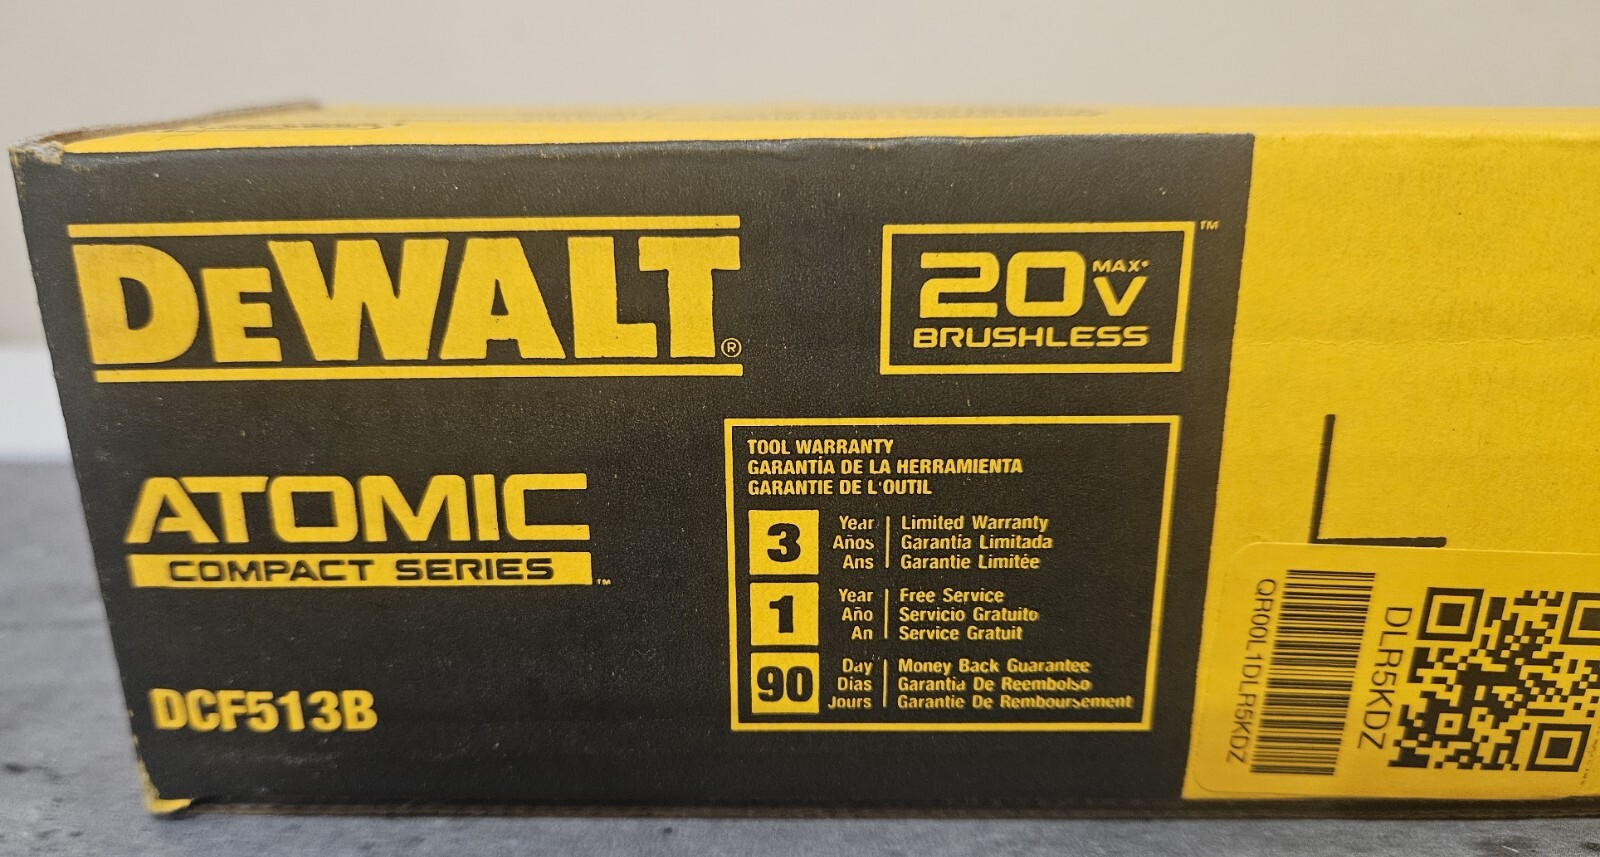 DEWALT®
20V MAX* ™
BRUSHLESS
ATOMIC
COMPACT SERIES™
DCF513B
TOOL WARRANTY
GARANTÍA DE LA HERRAMIENTA
GARANTIE DE L'OUTIL
3 Year Limited Warranty
Años Garantía Limitada
Ans Garantie Limitée
1 Year Free Service
Año Servicio Gratuito
An Service Gratuit
90 Day Money Back Guarantee
Días Garantía De Reembolso
Jours Garantie De Remboursement
QR00L1DLR5KDZ
DLR5KDZ